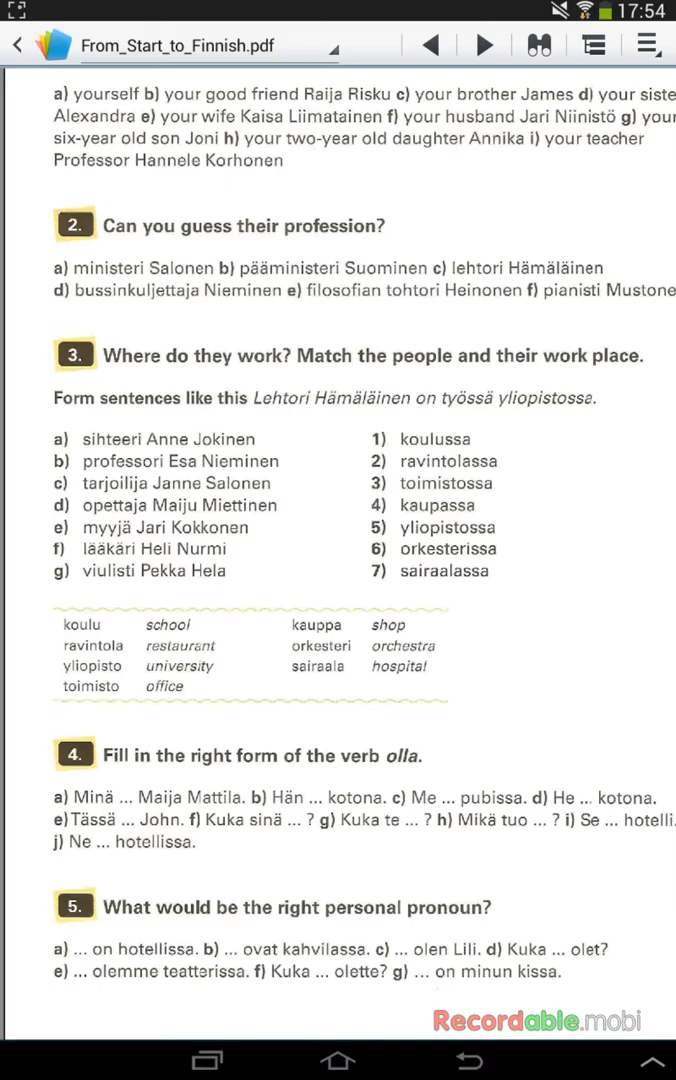 17:54
From_Start_to_Finnish.pdf
a) yourself b) your good friend Raija Risku c) your brother James d) your siste
Alexandra e) your wife Kaisa Liimatainen f) your husband Jari Niinistö g) your
six-year old son Joni h) your two-year old daughter Annika i) your teacher
Professor Hannele Korhonen
2. Can you guess their profession?
a) ministeri Salonen b) pääministeri Suominen c) lehtori Hämäläinen
d) bussinkuljettaja Nieminen e) filosofian tohtori Heinonen f) pianisti Mustone
3. Where do they work? Match the people and their work place.
Form sentences like this Lehtori Hämäläinen on työssä yliopistossa.
a) sihteeri Anne Jokinen 1) koulussa
b) professori Esa Nieminen 2) ravintolassa
c) tarjoilija Janne Salonen 3) toimistossa
d) opettaja Maiju Miettinen 4) kaupassa
e) myyjä Jari Kokkonen 5) yliopistossa
f) lääkäri Heli Nurmi 6) orkesterissa
g) viulisti Pekka Hela 7) sairaalassa
koulu school kauppa shop
ravintola restaurant orkesteri orchestra
yliopisto university sairaala hospital
toimisto office
4. Fill in the right form of the verb olla.
a) Minä ... Maija Mattila. b) Hän ... kotona. c) Me ... pubissa. d) He ... kotona.
e) Tässä ... John. f) Kuka sinä ... ? g) Kuka te ... ? h) Mikä tuo ... ? i) Se ... hotelli.
j) Ne ... hotellissa.
5. What would be the right personal pronoun?
a) ... on hotellissa. b) ... ovat kahvilassa. c) ... olen Lili. d) Kuka ... olet?
e) ... olemme teatterissa. f) Kuka ... olette? g) ... on minun kissa.
Recordable.mobi